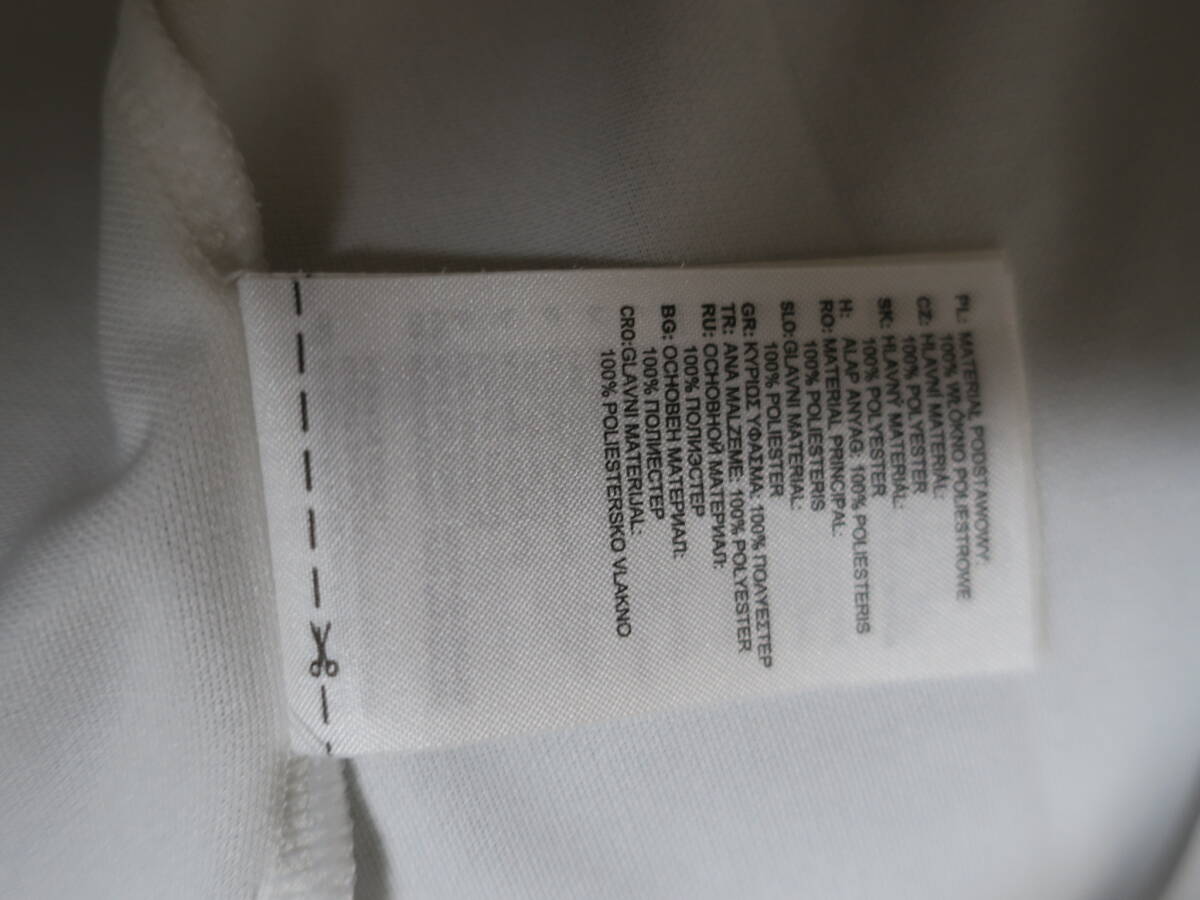 PL: MATERIAŁ PODSTAWOWY:
100% WŁÓKNO POLIESTROWE
CZ: HLAVNÍ MATERIÁL:
100% POLYESTER
SK: HLAVNÝ MATERIÁL:
100% POLYESTER
H: ALAP ANYAG: 100% POLIESTERIS
RO: MATERIAL PRINCIPAL:
100% POLIESTERIS
SLO:GLAVNI MATERIAL:
100% POLIESTER
GR: ΚΥΡΙΩΣ ΥΦΑΣΜΑ: 100% ΠΟΛΥΕΣΤΕΡ
TR: ANA MALZEME: 100% POLYESTER
RU: ОСНОВНОЙ МАТЕРИАЛ:
100% ПОЛИЭСТЕР
BG: ОСНОВЕН МАТЕРИАЛ:
100% ПОЛИЕСТЕР
CRO:GLAVNI MATERIJAL:
100% POLIESTERSKO VLAKNO